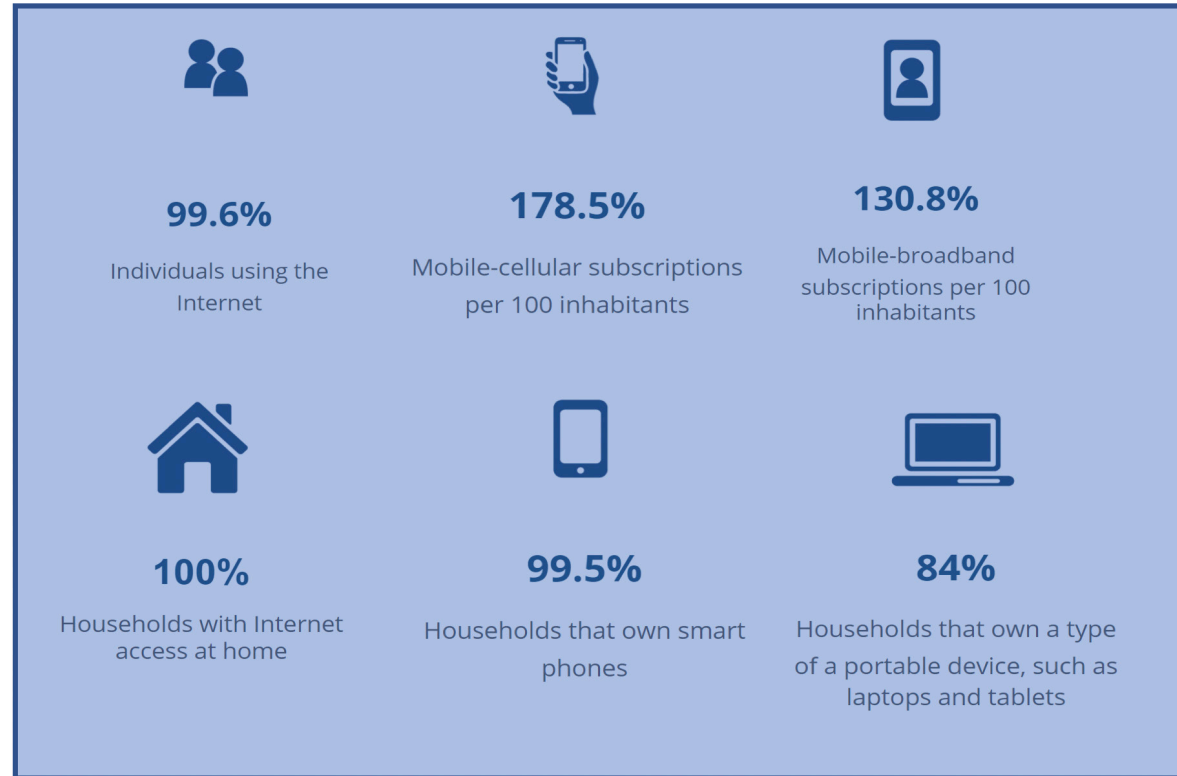 99.6%
Individuals using the
Internet
178.5%
Mobile-cellular subscriptions
per 100 inhabitants
130.8%
Mobile-broadband
subscriptions per 100
inhabitants
100%
Households with Internet
access at home
99.5%
Households that own smart
phones
84%
Households that own a type
of a portable device, such as
laptops and tablets